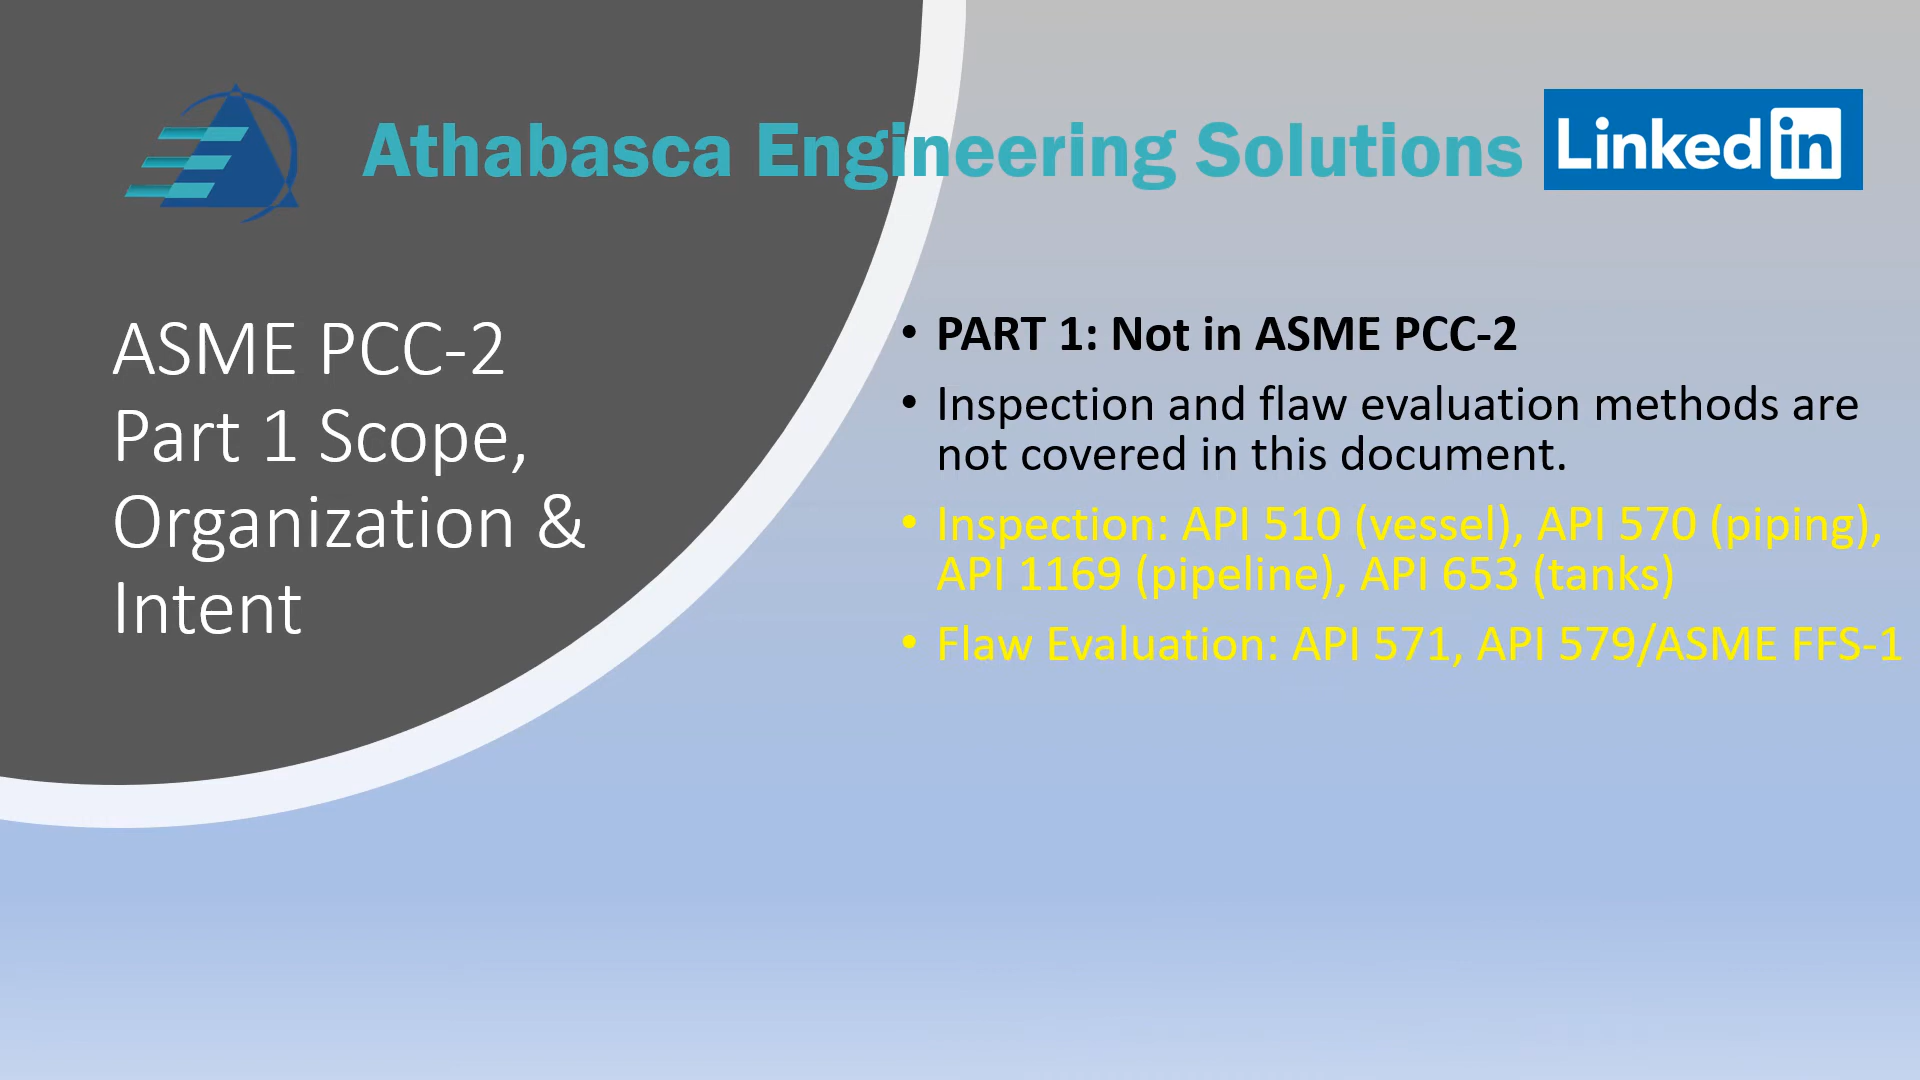 Athabasca Engineering Solutions
Linked in
ASME PCC-2
Part 1 Scope,
Organization &
Intent
• PART 1: Not in ASME PCC-2
• Inspection and flaw evaluation methods are
not covered in this document.
• Inspection: API 510 (vessel), API 570 (piping),
API 1169 (pipeline), API 653 (tanks)
• Flaw Evaluation: API 571, API 579/ASME FFS-1